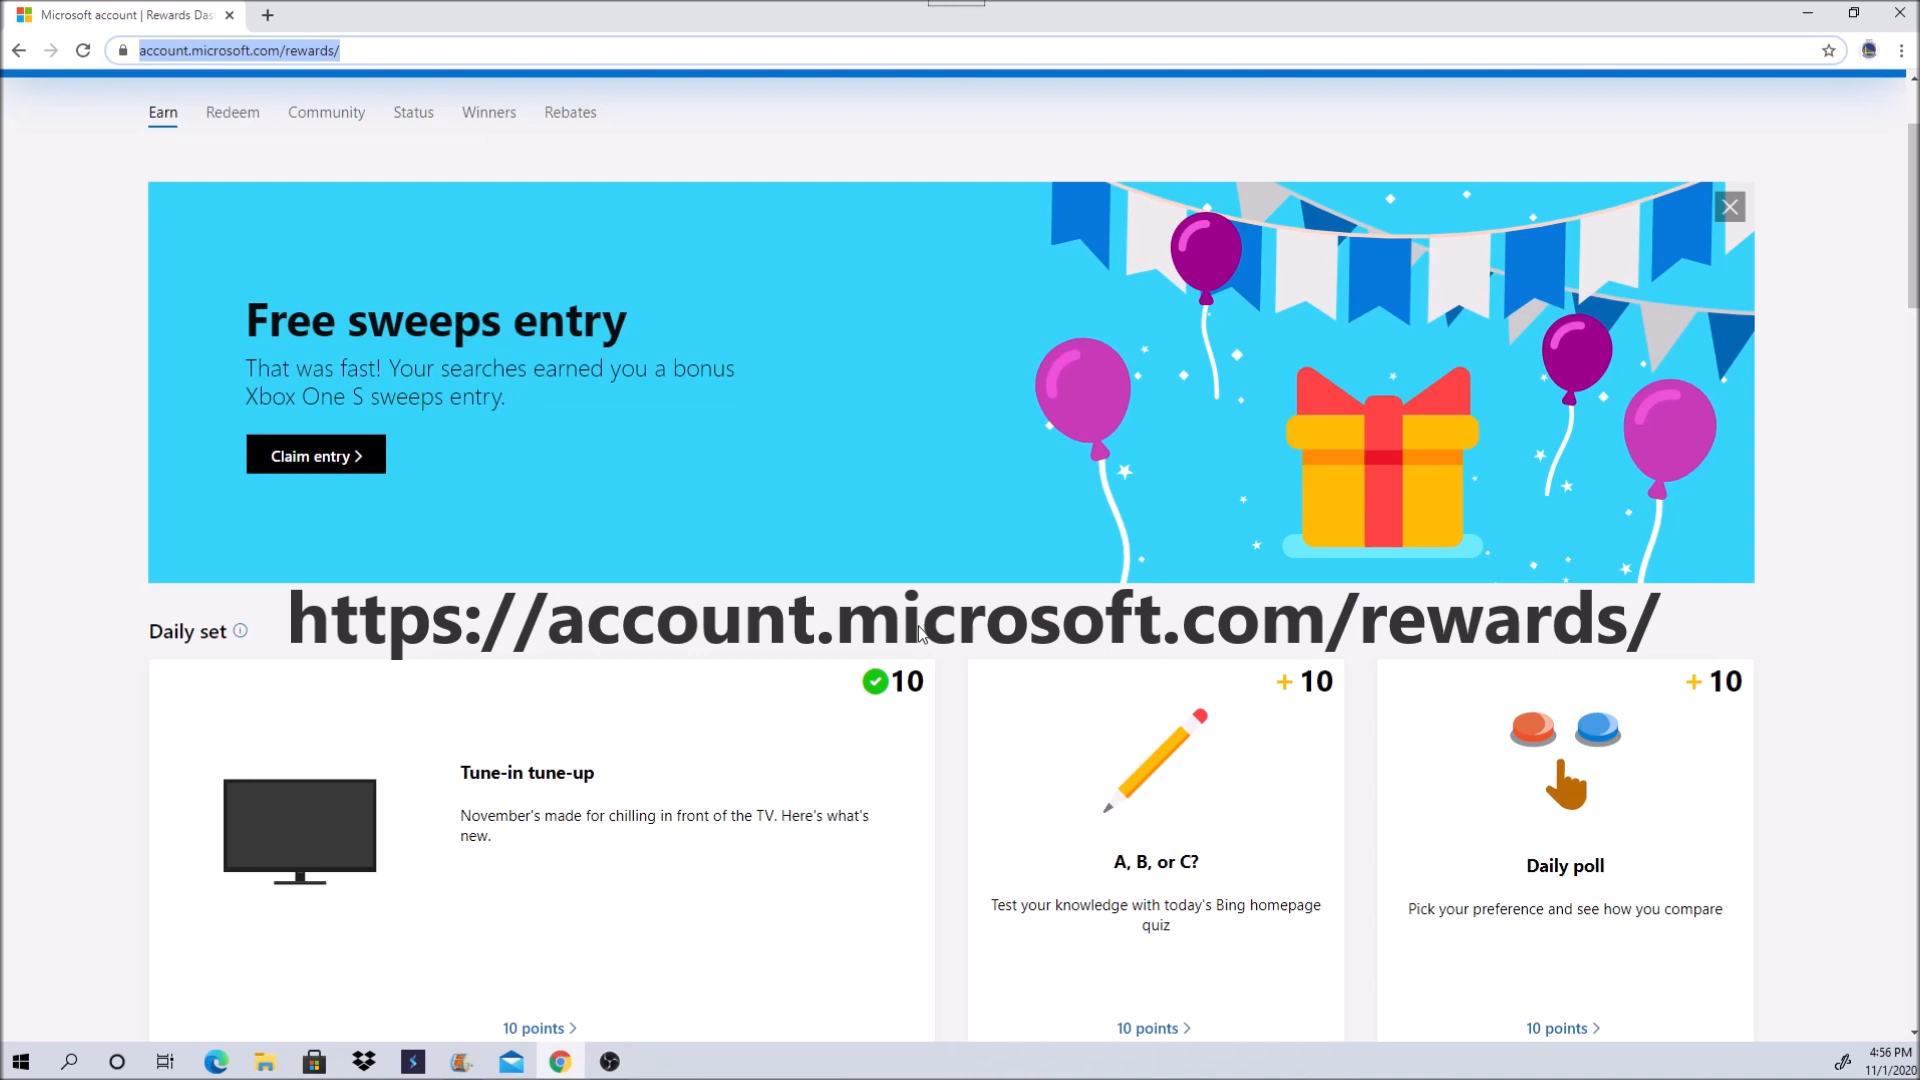 Microsoft account | Rewards Das
account.microsoft.com/rewards/
Earn Redeem Community Status Winners Rebates
Free sweeps entry
That was fast! Your searches earned you a bonus
Xbox One S sweeps entry.
Claim entry >
Daily set
https://account.microsoft.com/rewards/
10
Tune-in tune-up
November's made for chilling in front of the TV. Here's what's
new.
10 points >
+ 10
A, B, or C?
Test your knowledge with today's Bing homepage
quiz
10 points >
+ 10
Daily poll
Pick your preference and see how you compare
10 points >
4:56 PM
11/1/2020